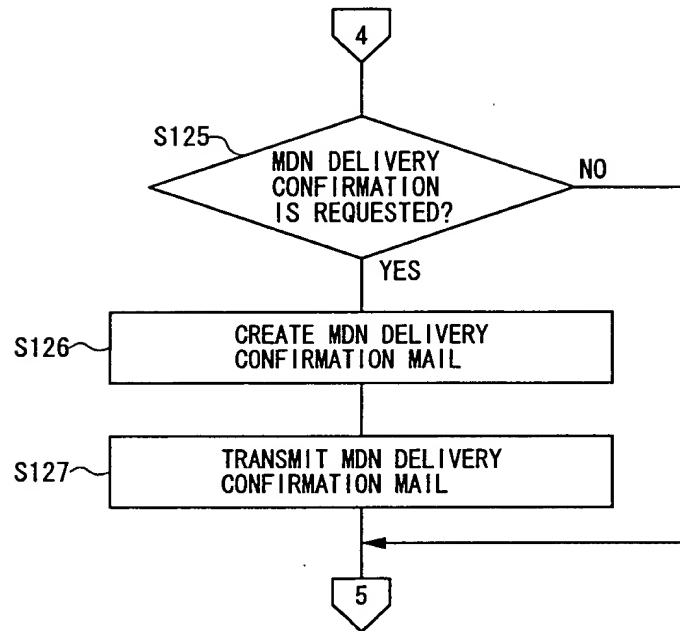 4
S125
MDN DELIVERY
CONFIRMATION
IS REQUESTED?
NO
YES
S126
CREATE MDN DELIVERY
CONFIRMATION MAIL
S127
TRANSMIT MDN DELIVERY
CONFIRMATION MAIL
5